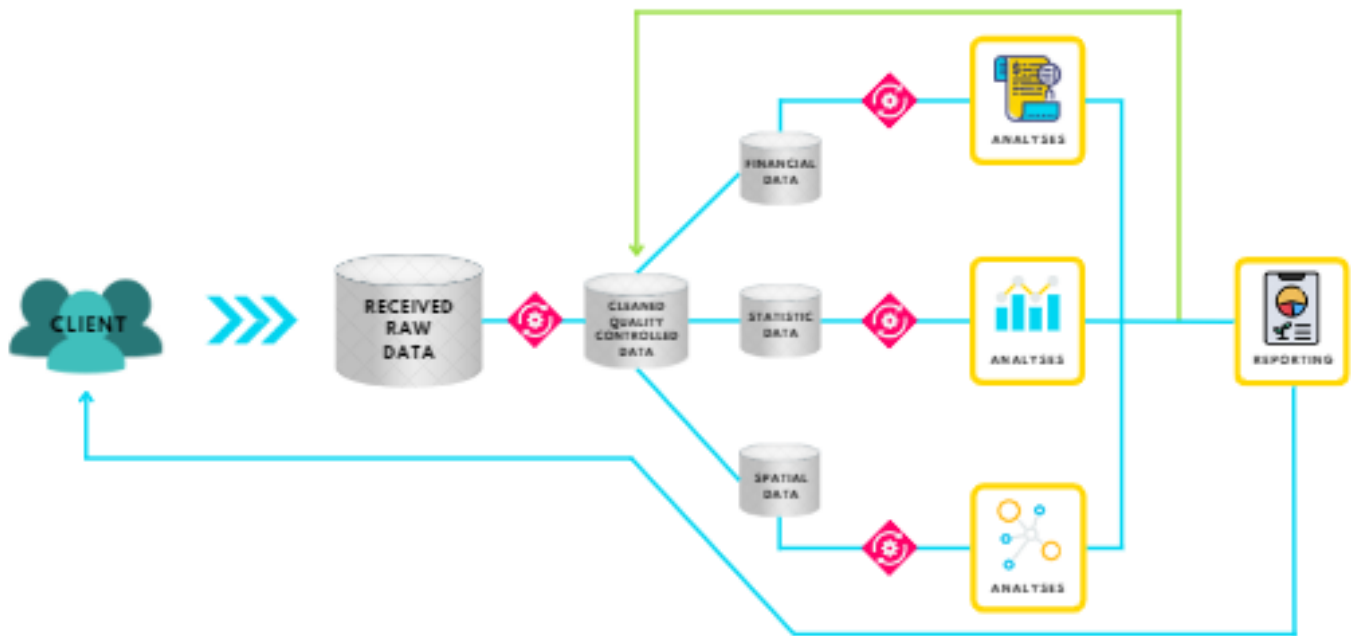 CLIENT
RECEIVED
RAW
DATA
CLEANED
QUALITY
CONTROLLED
DATA
FINANCIAL
DATA
STATISTIC
DATA
SPATIAL
DATA
ANALYSES
ANALYSES
ANALYSES
REPORTING